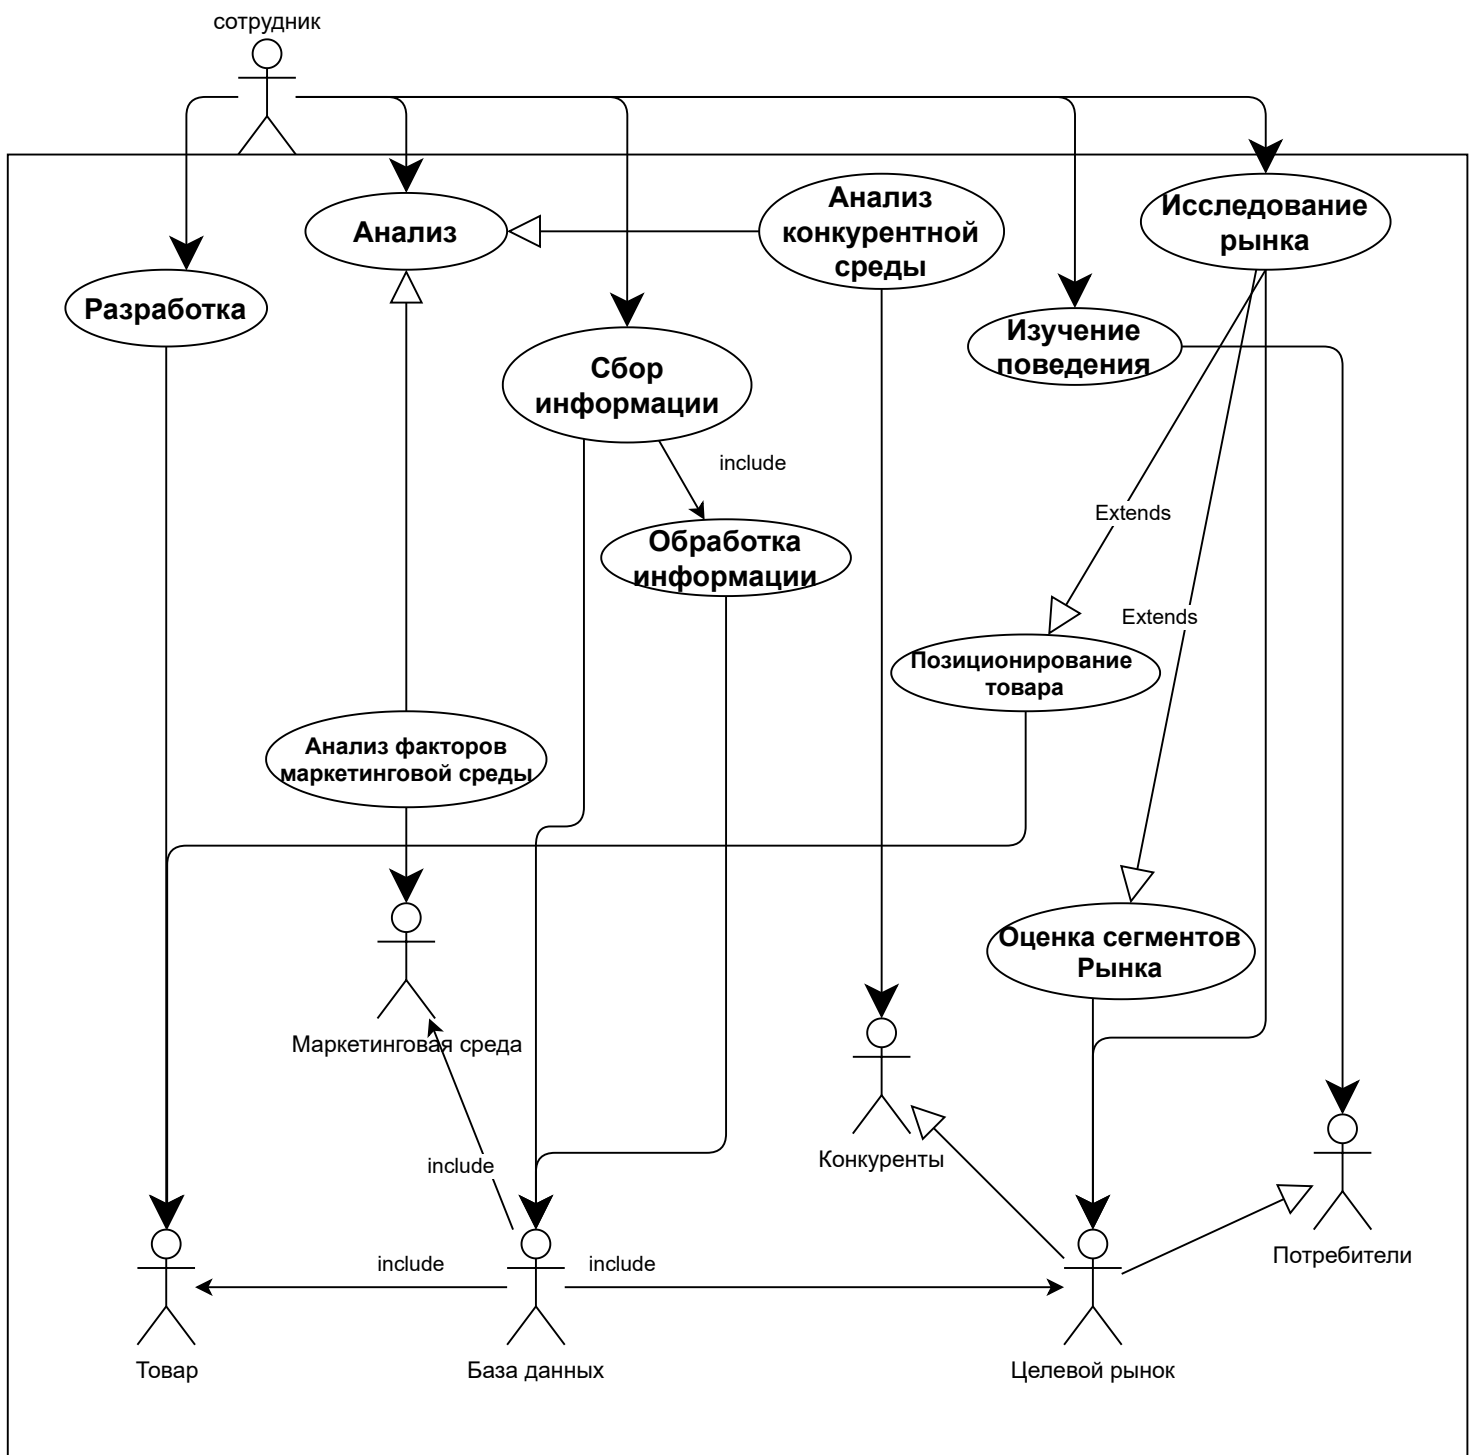 сотрудник
Анализ
конкурентной
среды
Исследование
рынка
Анализ
Разработка
Изучение
поведения
Сбор
информации
include
Extends
Обработка
информации
Extends
Позиционирование
товара
Анализ факторов
маркетинговой среды
Оценка сегментов
Рынка
Маркетинговая среда
Конкуренты
include
Потребители
include
include
Товар
База данных
Целевой рынок